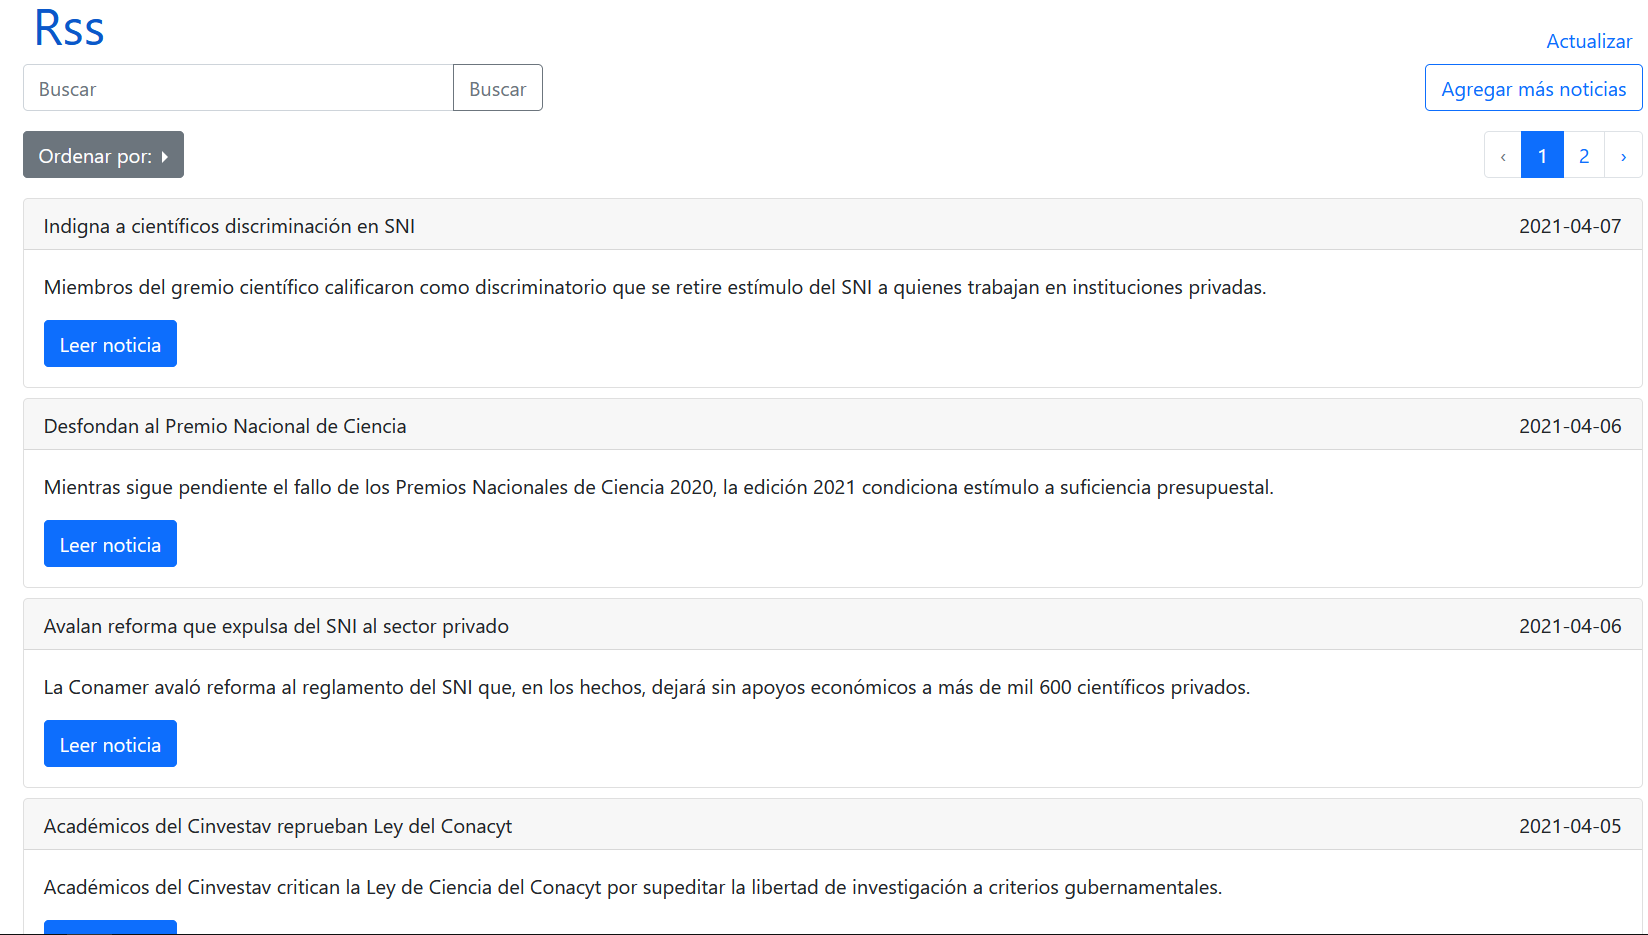 Rss
Actualizar
Buscar Buscar Agregar más noticias
Ordenar por: ‹ 1 2 ›
Indigna a científicos discriminación en SNI 2021-04-07
Miembros del gremio científico calificaron como discriminatorio que se retire estímulo del SNI a quienes trabajan en instituciones privadas.
Leer noticia
Desfondan al Premio Nacional de Ciencia 2021-04-06
Mientras sigue pendiente el fallo de los Premios Nacionales de Ciencia 2020, la edición 2021 condiciona estímulo a suficiencia presupuestal.
Leer noticia
Avalan reforma que expulsa del SNI al sector privado 2021-04-06
La Conamer avaló reforma al reglamento del SNI que, en los hechos, dejará sin apoyos económicos a más de mil 600 científicos privados.
Leer noticia
Académicos del Cinvestav reprueban Ley del Conacyt 2021-04-05
Académicos del Cinvestav critican la Ley de Ciencia del Conacyt por supeditar la libertad de investigación a criterios gubernamentales.